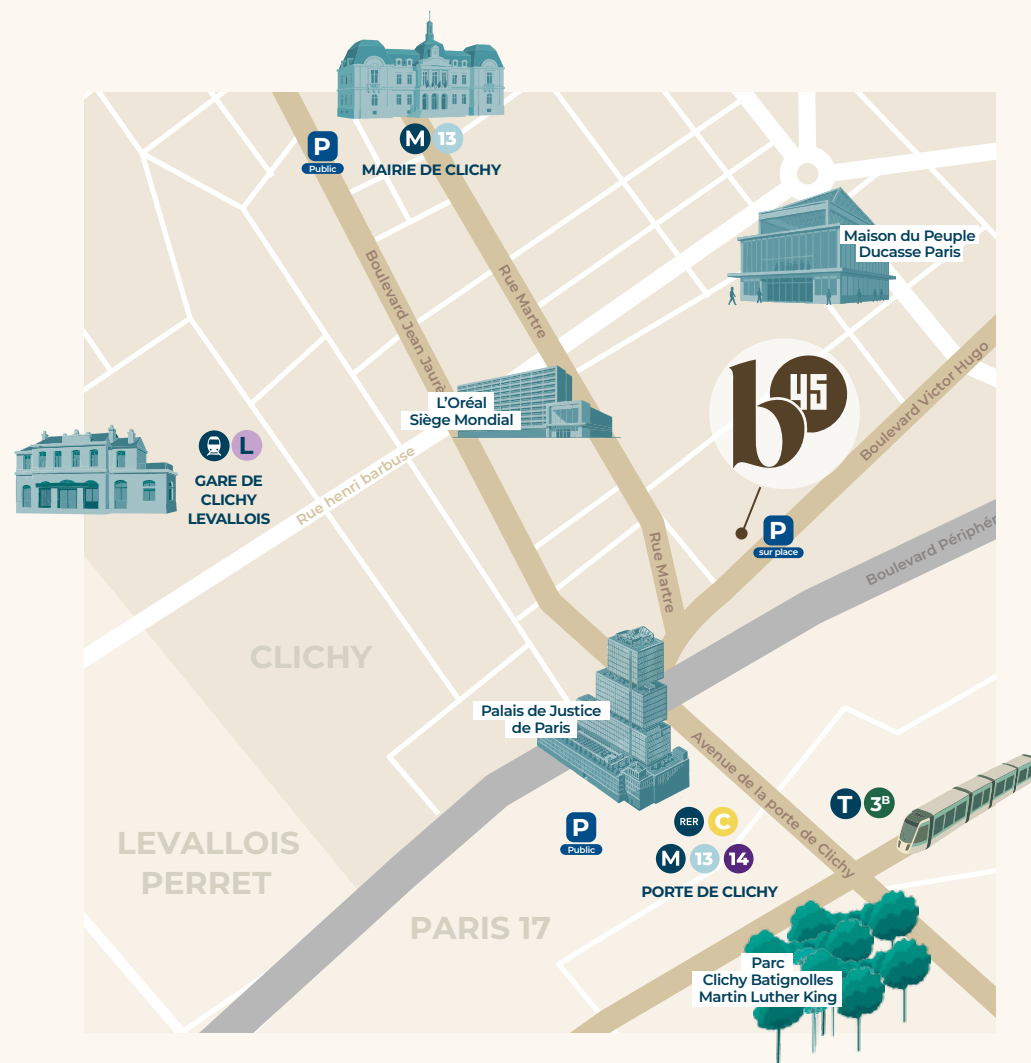 P
Public
M 13
MAIRIE DE CLICHY
Maison du Peuple
Ducasse Paris
Boulevard Jean Jaurè
Rue Martre
b45
Boulevard Victor Hugo
L'Oréal
Siège Mondial
L
GARE DE
CLICHY
LEVALLOIS
Rue henri barbuse
P
sur place
Rue Martre
Boulevard Périphér
CLICHY
Palais de Justice
de Paris
Avenue de la porte de Clichy
T 3B
P
Public
RER C
M 13 14
PORTE DE CLICHY
LEVALLOIS
PERRET
PARIS 17
Parc
Clichy Batignolles
Martin Luther King